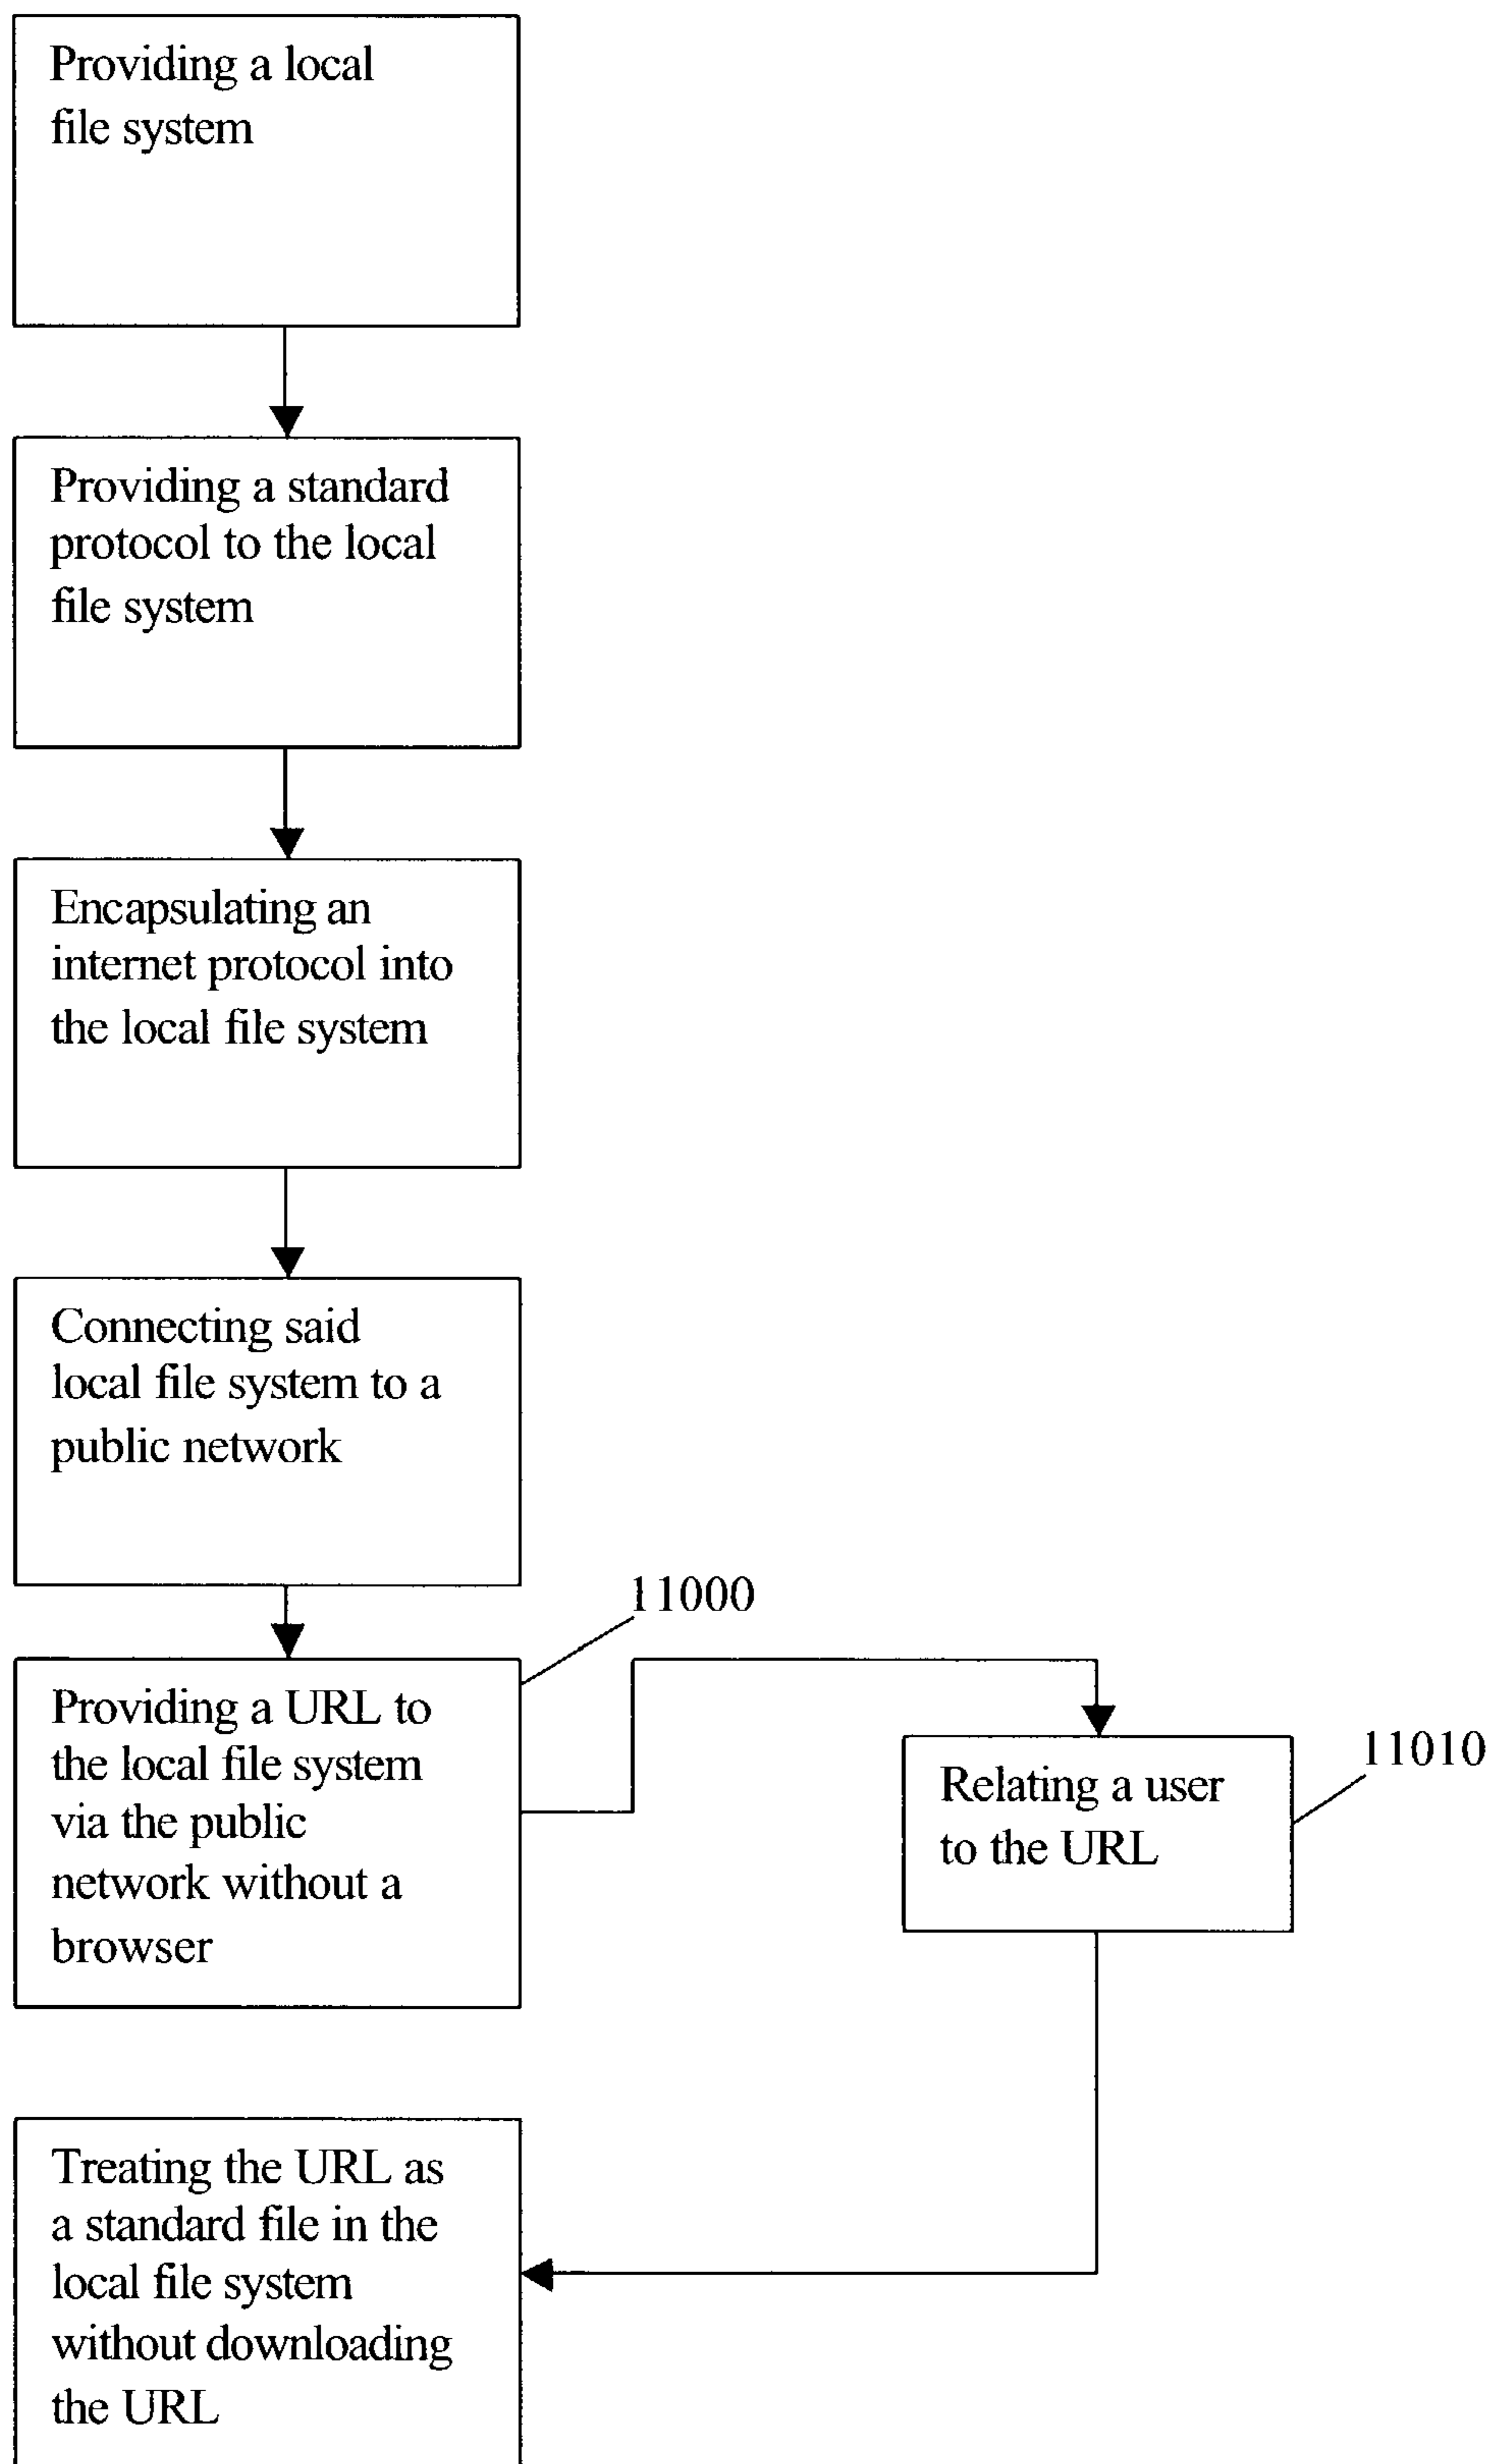 Providing a local
file system
Providing a standard
protocol to the local
file system
Encapsulating an
internet protocol into
the local file system
Connecting said
local file system to a
public network
11000
Providing a URL to
the local file system
via the public
network without a
browser
11010
Relating a user
to the URL
Treating the URL as
a standard file in the
local file system
without downloading
the URL